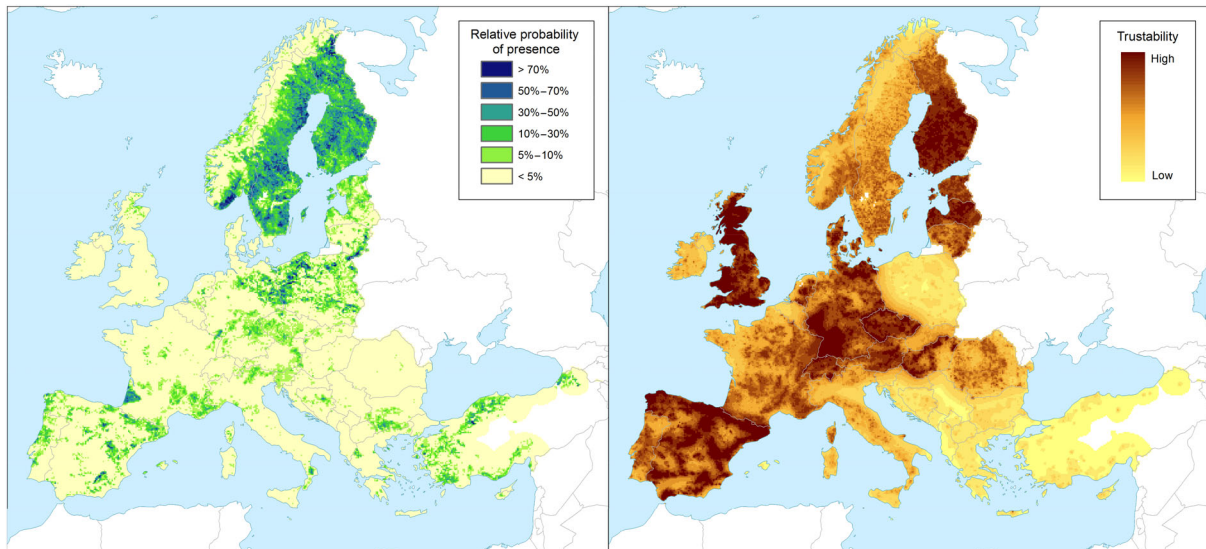 Relative probability
of presence
> 70%
50%–70%
30%–50%
10%–30%
5%–10%
< 5%
Trustability
High
Low